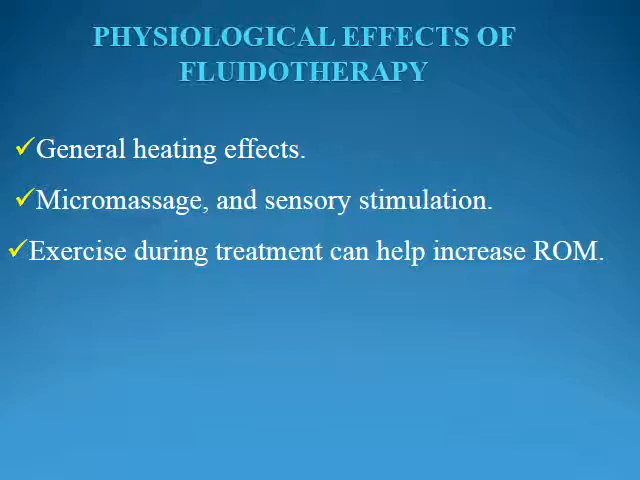 PHYSIOLOGICAL EFFECTS OF
FLUIDOTHERAPY
✓General heating effects.
✓Micromassage, and sensory stimulation.
✓Exercise during treatment can help increase ROM.